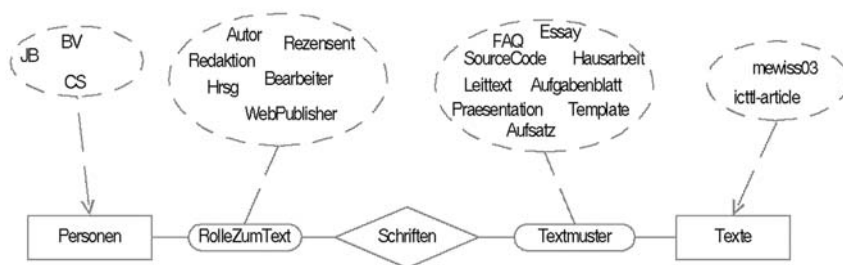 JB
BV
CS
Autor
Rezensent
Redaktion
Hrsg
Bearbeiter
WebPublisher
FAQ
Essay
SourceCode
Hausarbeit
Leittext
Aufgabenblatt
Praesentation
Template
Aufsatz
mewiss03
icttl-article
Personen
RolleZumText
Schriften
Textmuster
Texte